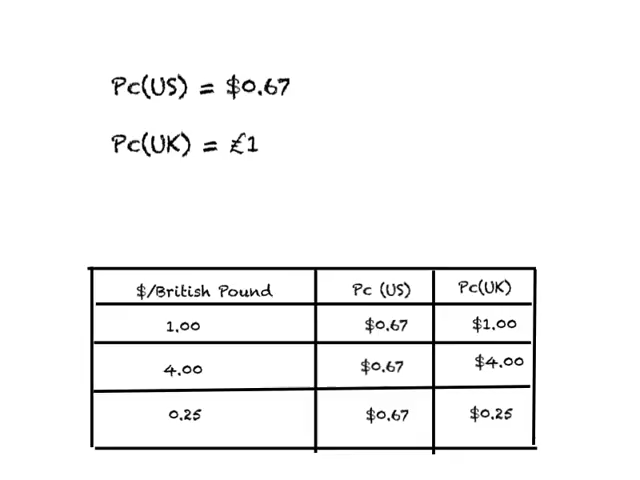 Pc(US) = $0.67
Pc(UK) = £1
$/British Pound Pc (US) Pc(UK)
1.00 $0.67 $1.00
4.00 $0.67 $4.00
0.25 $0.67 $0.25